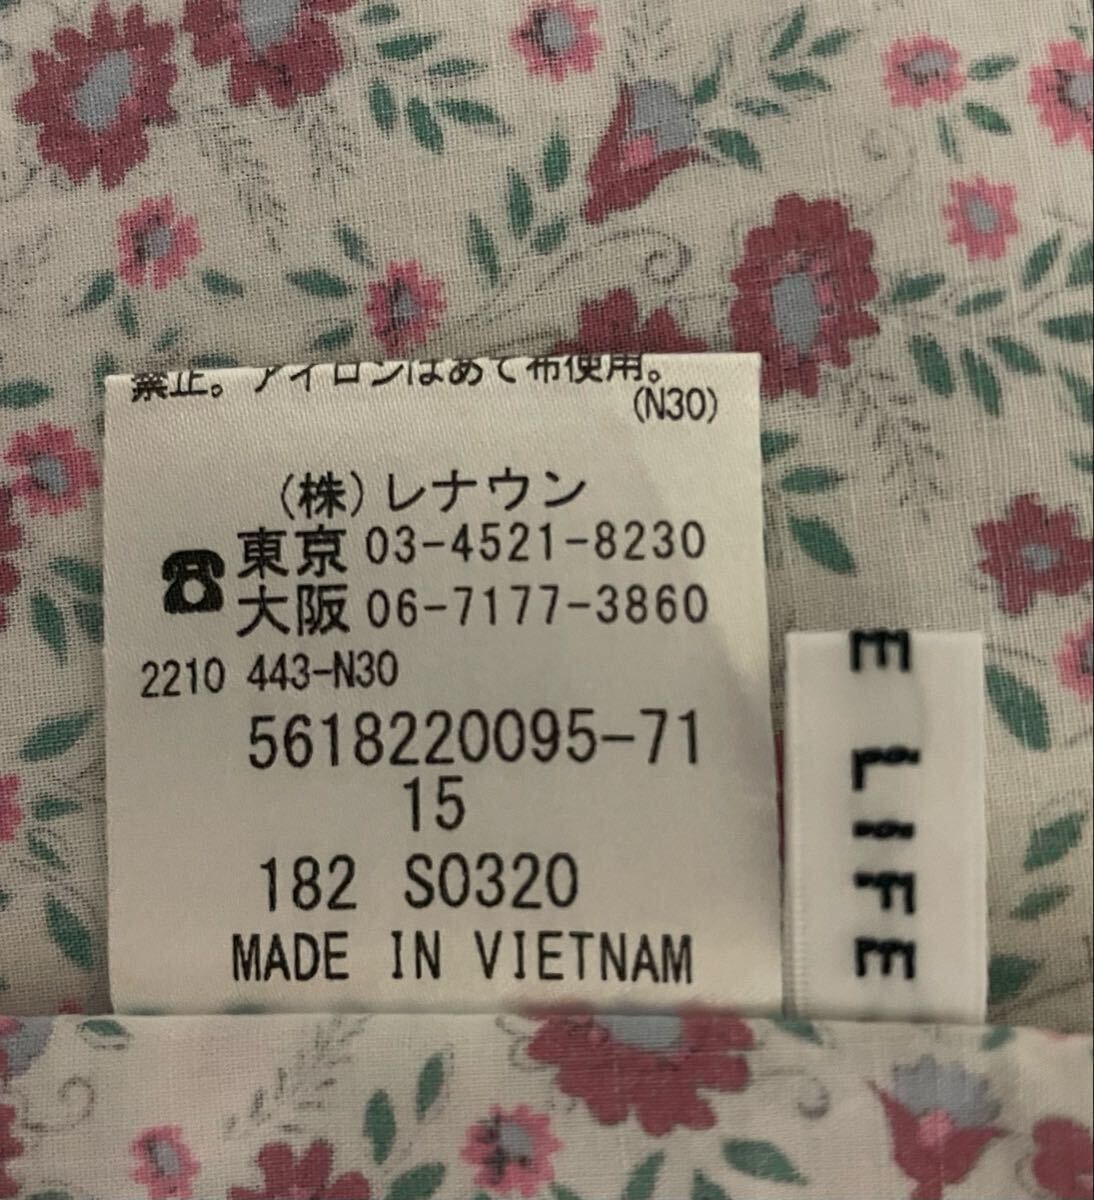 禁止。アイロンはあて布使用。
(N30)
(株)レナウン
☎東京 03-4521-8230
大阪 06-7177-3860
2210 443-N30
5618220095-71
15
182 S0320
MADE IN VIETNAM
E LIFE